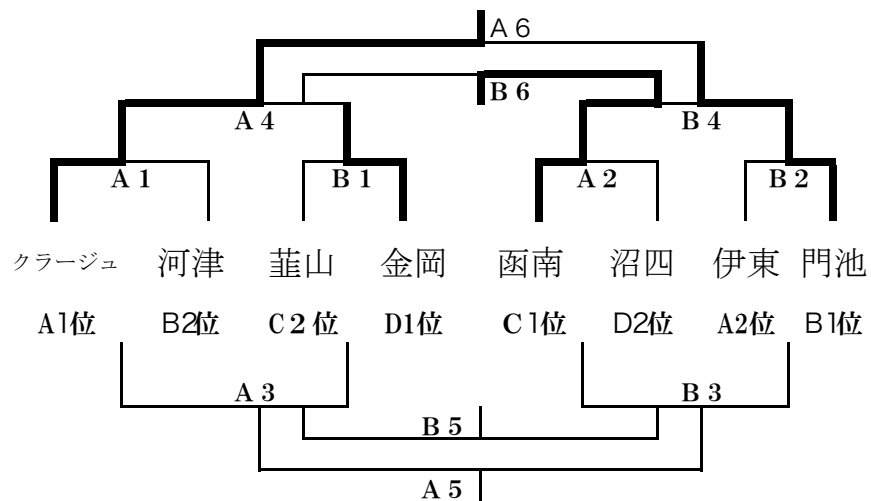 A6
B6
A4 B4
A1 B1 A2 B2
クラージュ 河津 韮山 金岡 函南 沼四 伊東 門池
A1位 B2位 C2位 D1位 C1位 D2位 A2位 B1位
A3 B3
B5
A5